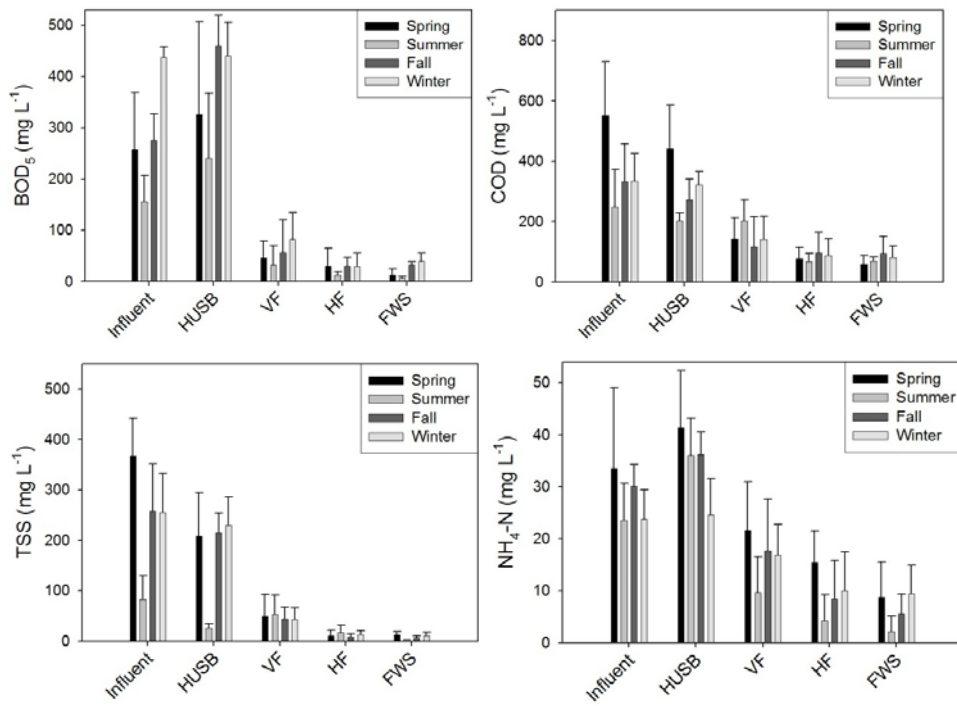 BOD₅ (mg L⁻¹)
500
400
300
200
100
0
Spring
Summer
Fall
Winter
Influent
HUSB
VF
HF
FWS
COD (mg L⁻¹)
800
600
400
200
0
Spring
Summer
Fall
Winter
Influent
HUSB
VF
HF
FWS
TSS (mg L⁻¹)
500
400
300
200
100
0
Spring
Summer
Fall
Winter
Influent
HUSB
VF
HF
FWS
NH₄-N (mg L⁻¹)
50
40
30
20
10
0
Spring
Summer
Fall
Winter
Influent
HUSB
VF
HF
FWS